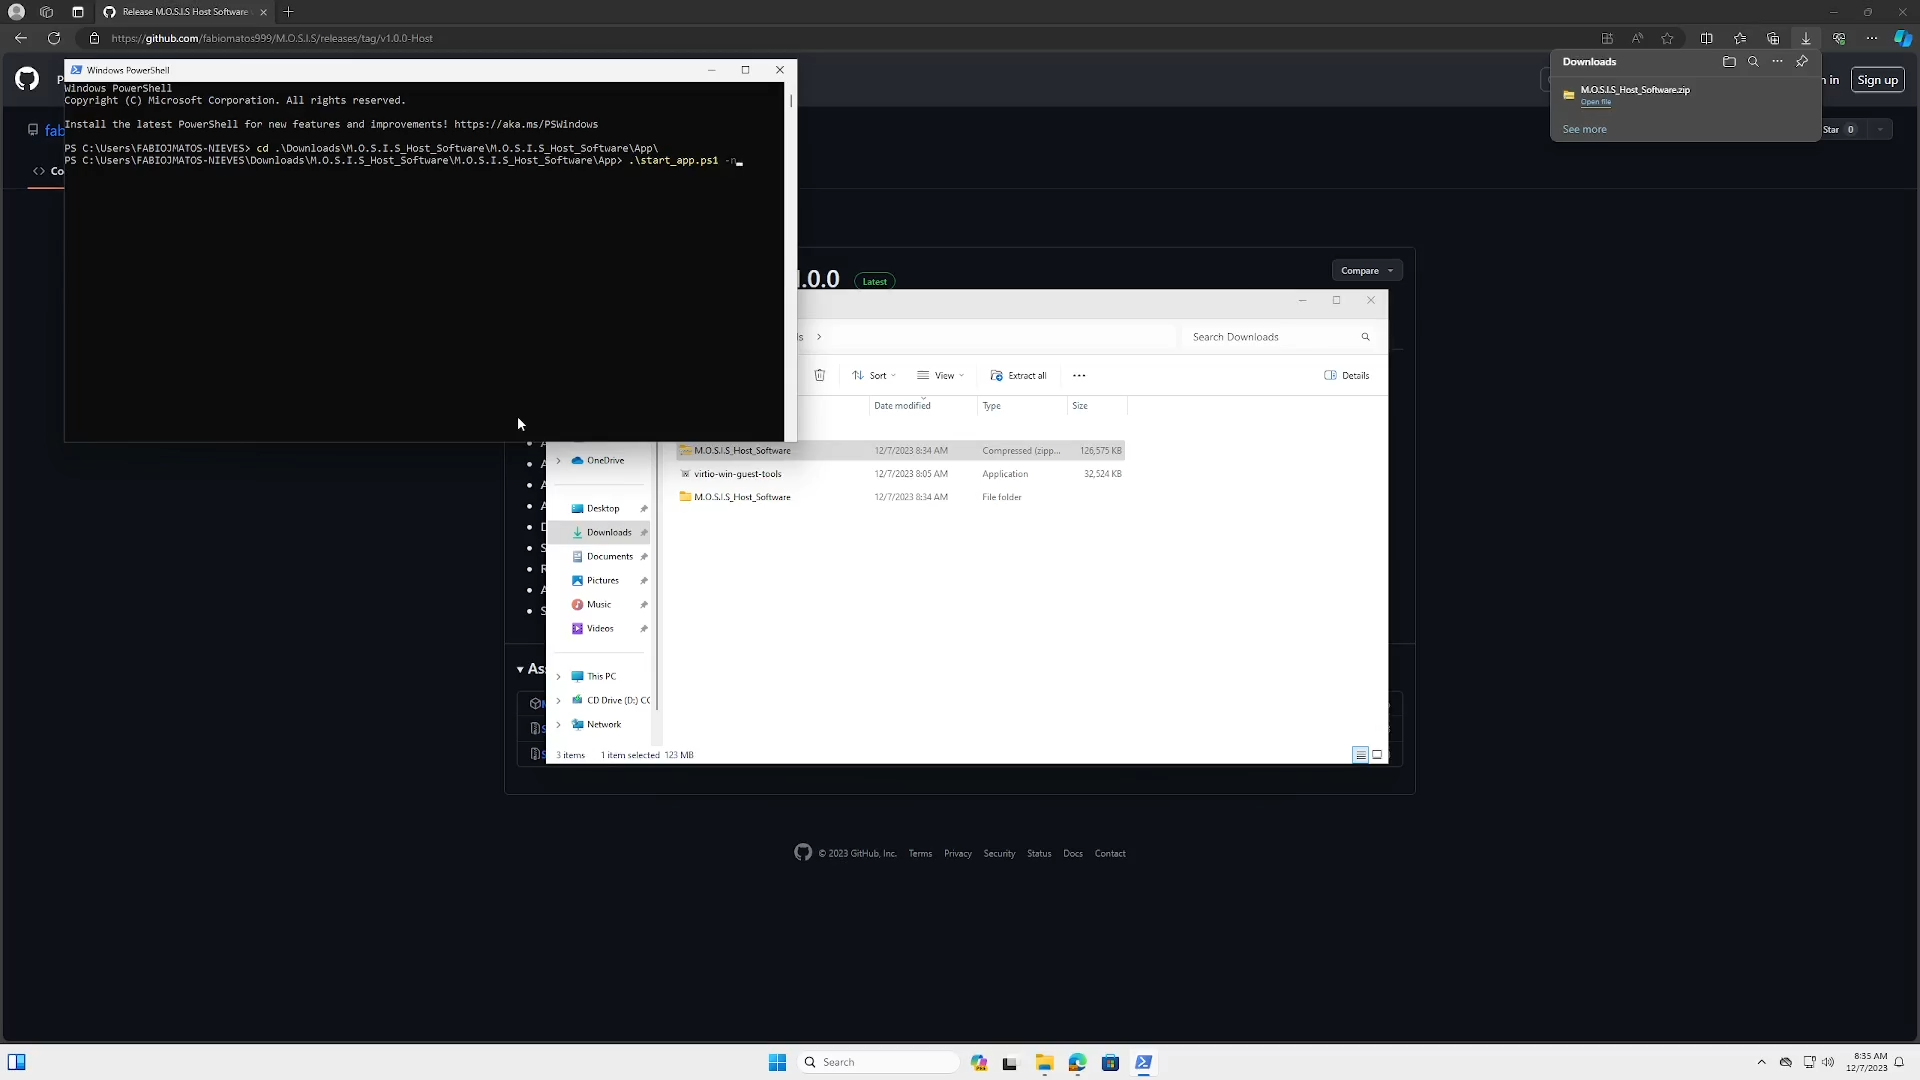 Release M.O.S.I.S Host Software
https://github.com/fabiomatos999/M.O.S.I.S/releases/tag/v1.0.0-Host
Windows PowerShell
Windows PowerShell
Copyright (C) Microsoft Corporation. All rights reserved.
Install the latest PowerShell for new features and improvements! https://aka.ms/PSWindows
PS C:\Users\FABIOJMATOS-NIEVES> cd .\Downloads\M.O.S.I.S_Host_Software\M.O.S.I.S_Host_Software\App\
PS C:\Users\FABIOJMATOS-NIEVES\Downloads\M.O.S.I.S_Host_Software\M.O.S.I.S_Host_Software\App> .\start_app.ps1 -n_
Downloads
M.O.S.I.S_Host_Software.zip
Open file
See more
n in
Sign up
Star 0
fab
<> Co
1.0.0
Latest
Compare
ls >
Search Downloads
Sort
View
Extract all
...
Details
Date modified
Type
Size
M.O.S.I.S_Host_Software 12/7/2023 8:34 AM Compressed (zipp... 126,575 KB
virtio-win-guest-tools 12/7/2023 8:05 AM Application 32,524 KB
M.O.S.I.S_Host_Software 12/7/2023 8:34 AM File folder
OneDrive
Desktop
Downloads
Documents
Pictures
Music
Videos
This PC
CD Drive (D:) CC
Network
3 items 1 item selected 123 MB
Ass
© 2023 GitHub, Inc. Terms Privacy Security Status Docs Contact
Search
8:35 AM
12/7/2023